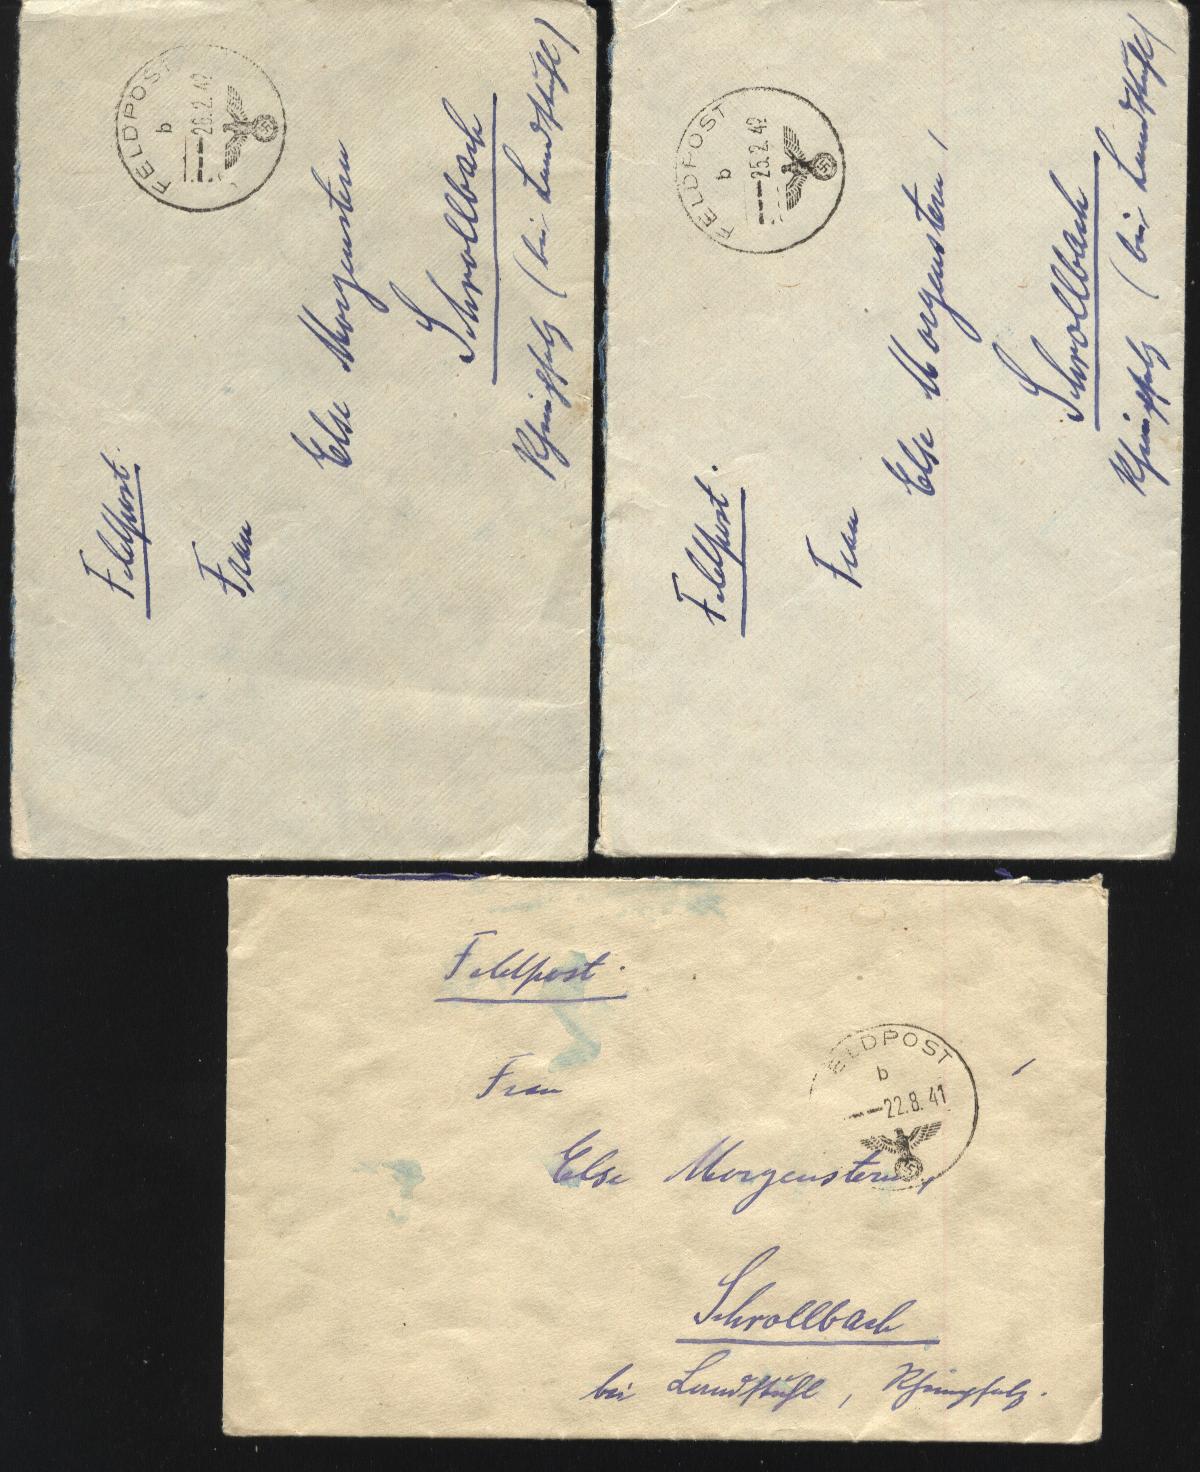 FELDPOST
b
26.2.42
Feldpost.
Frau
Else Morgenstern
Schrollbach
Rheinpfalz (bei Landstuhl)
FELDPOST
b
25.2.42
Feldpost.
Frau
Else Morgenstern,
Schrollbach
Rheinpfalz (bei Landstuhl)
Feldpost.
FELDPOST
b
22.8.41
Frau
Else Morgenstern,
Schrollbach
bei Landstuhl, Rheinpfalz.